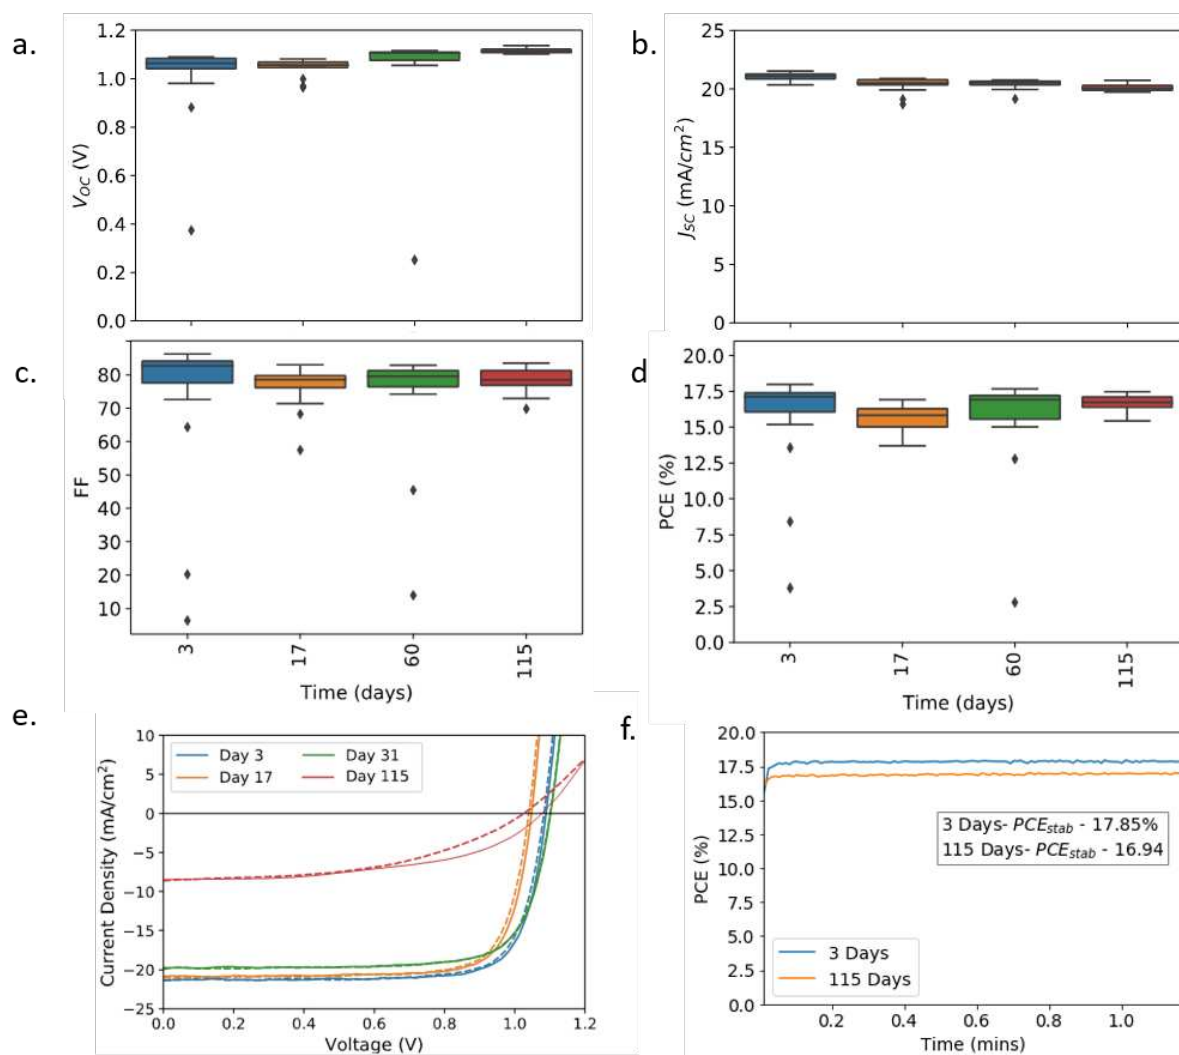 a.
1.2
1.0
0.8
0.6
0.4
0.2
0.0
V_OC (V)
b.
25
20
15
10
5
0
J_SC (mA/cm²)
c.
80
70
60
50
40
30
20
10
FF
3
17
60
115
Time (days)
d
20.0
17.5
15.0
12.5
10.0
7.5
5.0
2.5
0.0
PCE (%)
3
17
60
115
Time (days)
e.
10
5
0
−5
−10
−15
−20
−25
Current Density (mA/cm²)
Day 3
Day 17
Day 31
Day 115
0.0 0.2 0.4 0.6 0.8 1.0 1.2
Voltage (V)
f.
20.0
17.5
15.0
12.5
10.0
7.5
5.0
2.5
0.0
PCE (%)
3 Days- PCE_stab - 17.85%
115 Days- PCE_stab - 16.94
3 Days
115 Days
0.2 0.4 0.6 0.8 1.0
Time (mins)